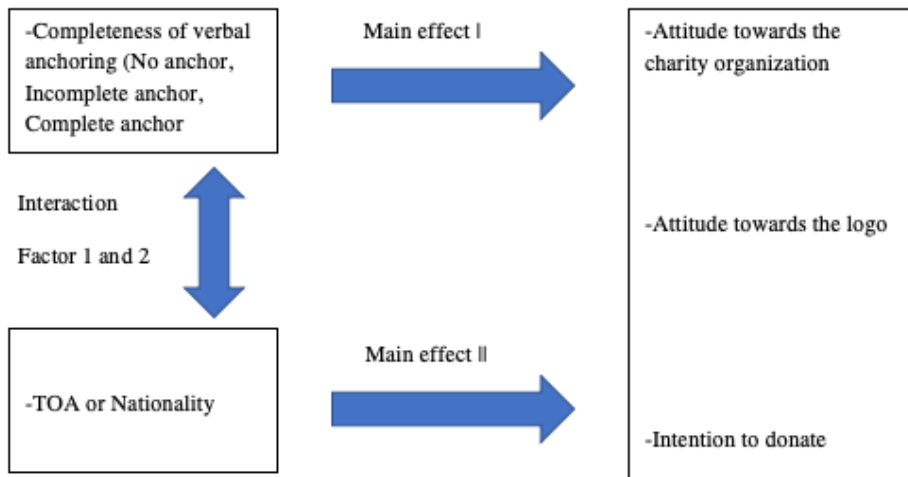 -Completeness of verbal
anchoring (No anchor,
Incomplete anchor,
Complete anchor
Main effect I
-Attitude towards the
charity organization
Interaction
Factor 1 and 2
-Attitude towards the logo
-TOA or Nationality
Main effect II
-Intention to donate